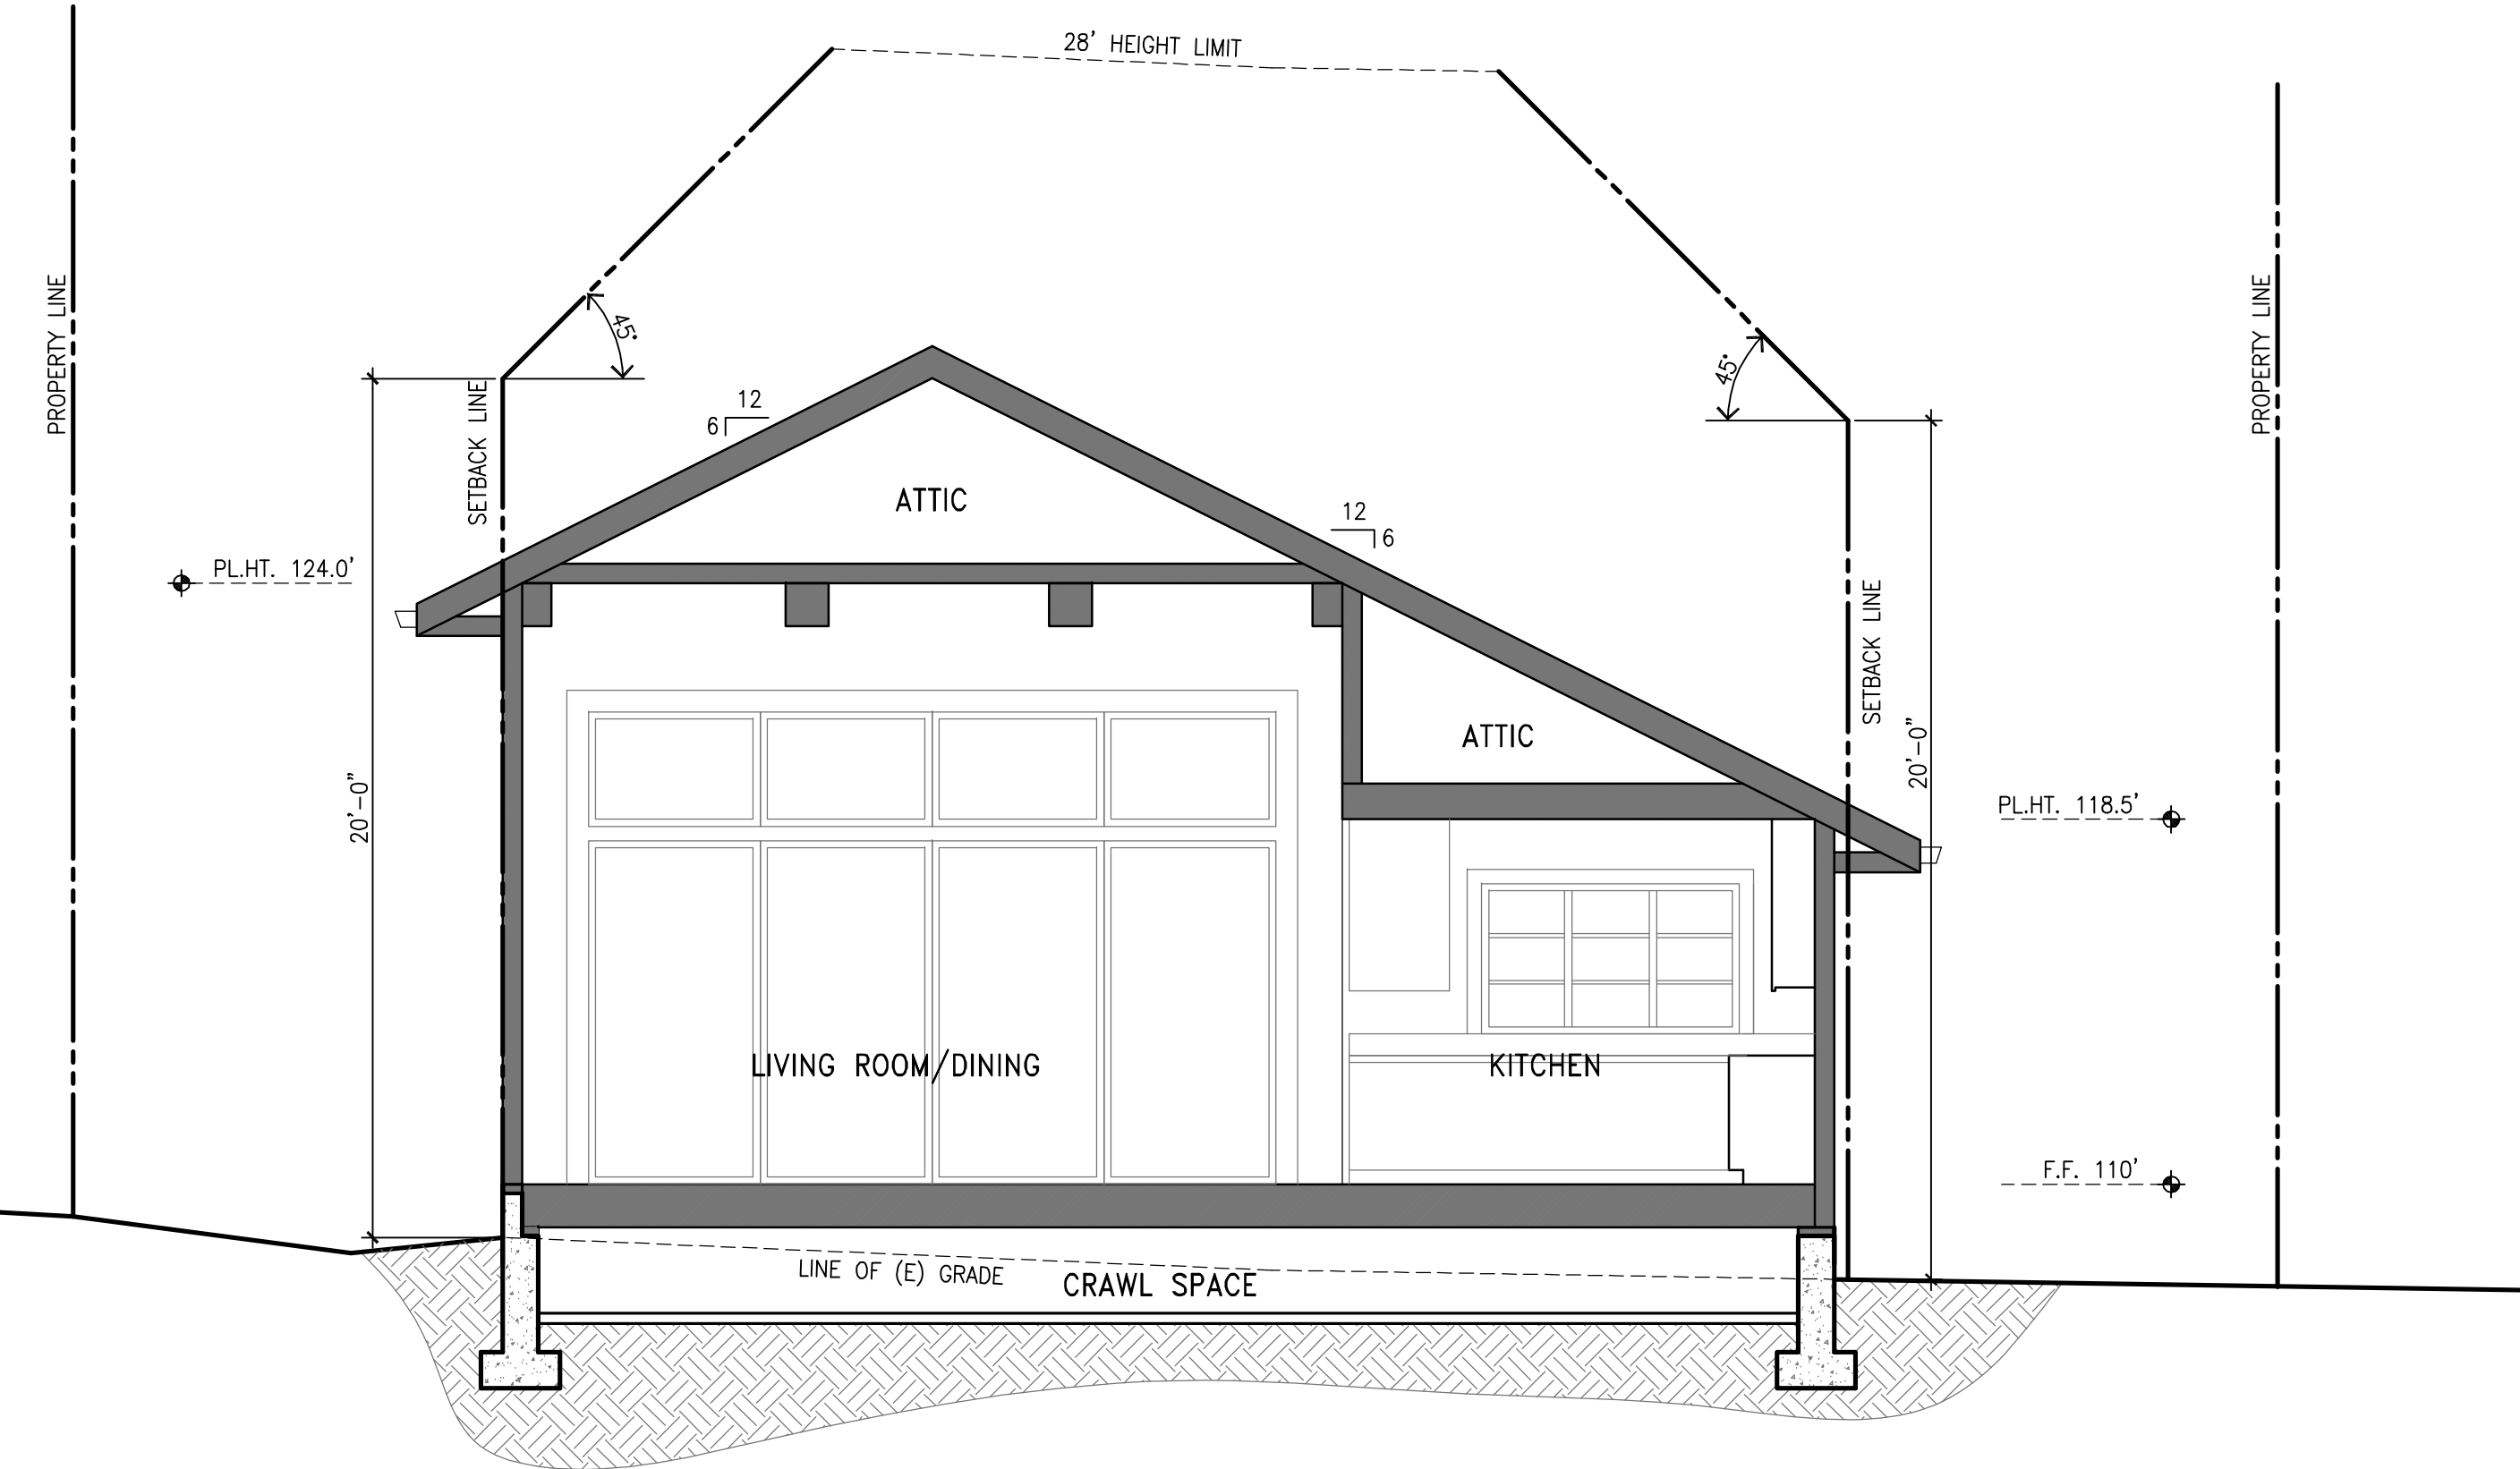 28' HEIGHT LIMIT
PROPERTY LINE
PROPERTY LINE
45°
45°
SETBACK LINE
12
6
ATTIC
12
6
PL.HT. 124.0'
SETBACK LINE
ATTIC
20'-0"
20'-0"
PL.HT. 118.5'
LIVING ROOM/DINING
KITCHEN
F.F. 110'
LINE OF (E) GRADE
CRAWL SPACE